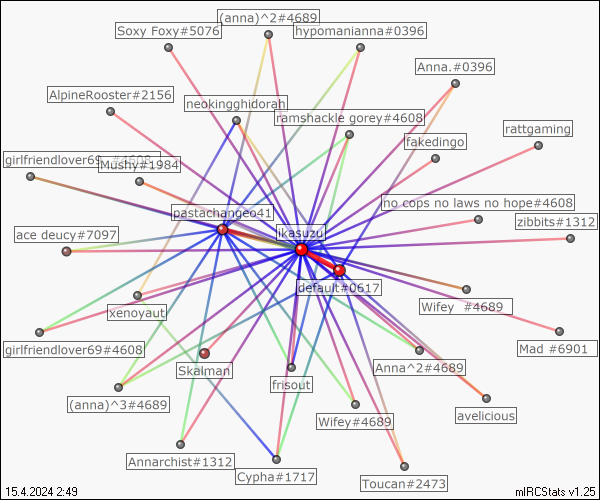 (anna)^2#4689
Soxy Foxy#5076
hypomanianna#0396
Anna.#0396
AlpineRooster#2156
neokingghidorah
ramshackle gorey#4608
rattgaming
fakedingo
girlfriendlover69 #4608
Mushy#1984
no cops no laws no hope#4608
pastachangeo41
zibbits#1312
ikasuzu
ace deucy#7097
default#0617
Wifey #4689
xenoyaut
girlfriendlover69#4608
Mad #6901
Skalman
Anna^2#4689
frisout
(anna)^3#4689
avelicious
Wifey#4689
Annarchist#1312
Cypha#1717
Toucan#2473
15.4.2024 2:49
mIRCStats v1.25